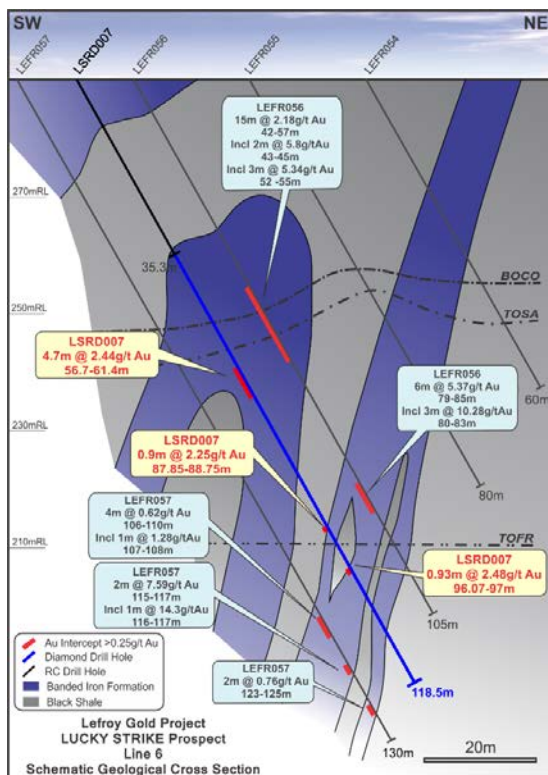 SW
NE
LEFR057
LSRD007
LEFR056
LEFR055
LEFR054
LEFR056
15m @ 2.18g/t Au
42-57m
Incl 2m @ 5.8g/tAu
43-45m
Incl 3m @ 5.34g/t Au
52 -55m
270mRL
35.3m
BOCO
250mRL
TOSA
LSRD007
4.7m @ 2.44g/t Au
56.7-61.4m
LEFR056
6m @ 5.37g/t Au
79-85m
Incl 3m @ 10.28g/tAu
80-83m
60m
230mRL
LSRD007
0.9m @ 2.25g/t Au
87.85-88.75m
80m
LEFR057
4m @ 0.62g/t Au
106-110m
Incl 1m @ 1.28g/tAu
107-108m
210mRL
TOFR
LSRD007
0.93m @ 2.48g/t Au
96.07-97m
LEFR057
2m @ 7.59g/t Au
115-117m
Incl 1m @ 14.3g/tAu
116-117m
105m
LEFR057
2m @ 0.76g/t Au
123-125m
118.5m
130m
Au Intercept >0.25g/t Au
Diamond Drill Hole
RC Drill Hole
Banded Iron Formation
Black Shale
Lefroy Gold Project
LUCKY STRIKE Prospect
Line 6
Schematic Geological Cross Section
20m